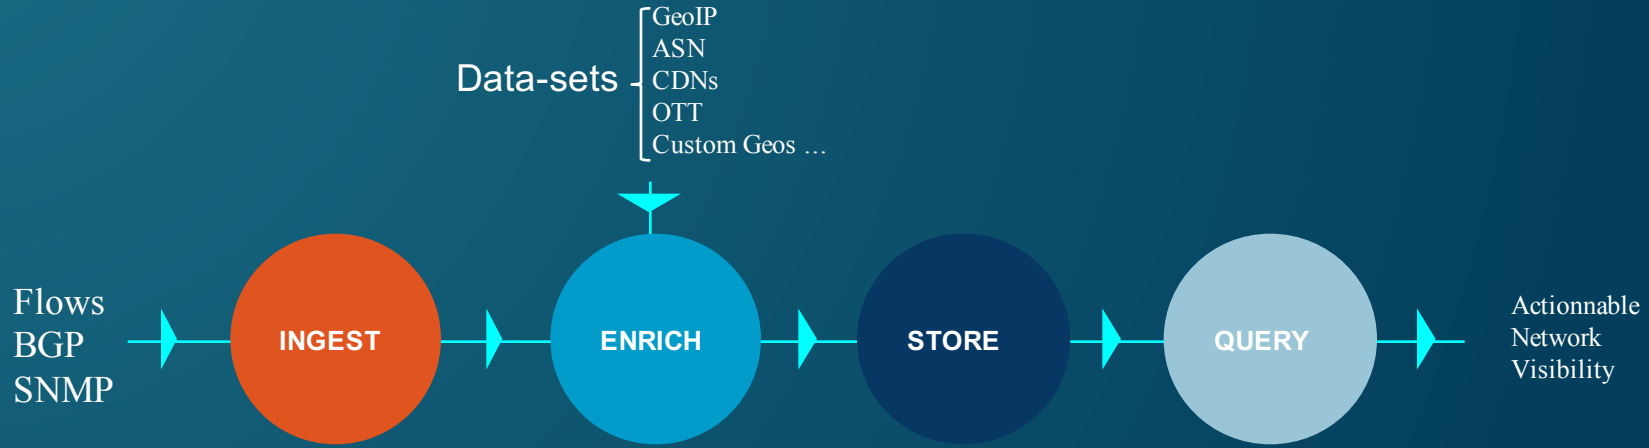 GeoIP
ASN
Data-sets
CDNs
OTT
Custom Geos ...
Flows
BGP
SNMP
INGEST
ENRICH
STORE
QUERY
Actionnable
Network
Visibility